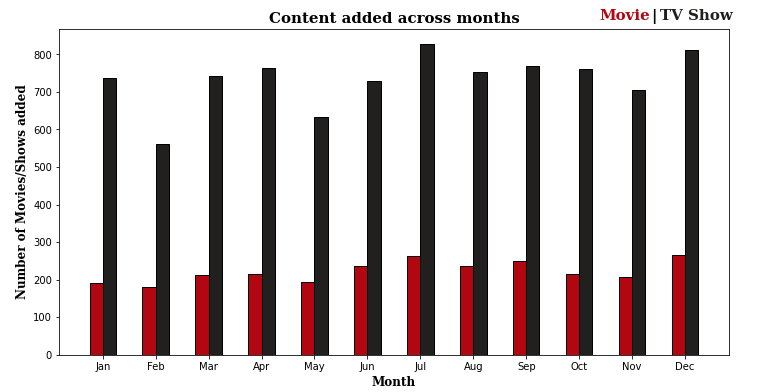 Content added across months
Movie | TV Show
Number of Movies/Shows added
800
700
600
500
400
300
200
100
0
Jan Feb Mar Apr May Jun Jul Aug Sep Oct Nov Dec
Month